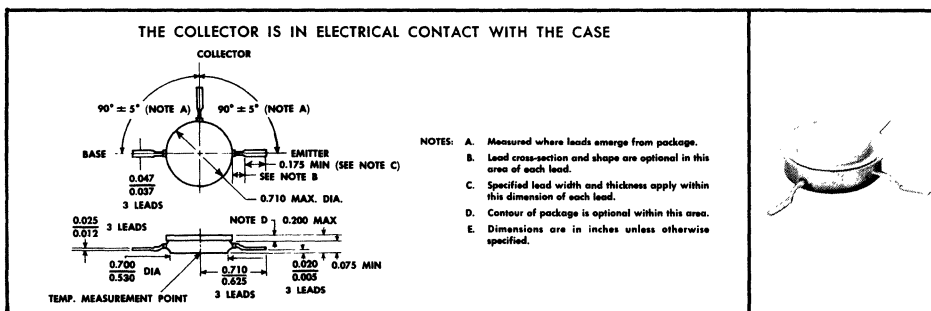 THE COLLECTOR IS IN ELECTRICAL CONTACT WITH THE CASE
COLLECTOR
90° ± 5° (NOTE A)
90° ± 5° (NOTE A)
BASE
EMITTER
0.175 MIN (SEE NOTE C)
SEE NOTE B
0.047
0.037
3 LEADS
0.710 MAX. DIA.
0.025
0.012
3 LEADS
NOTE D
0.200 MAX
0.700
0.530
DIA
0.710
0.625
3 LEADS
0.020
0.005
3 LEADS
0.075 MIN
TEMP. MEASUREMENT POINT
NOTES: A. Measured where leads emerge from package.
B. Lead cross-section and shape are optional in this
area of each lead.
C. Specified lead width and thickness apply within
this dimension of each lead.
D. Contour of package is optional within this area.
E. Dimensions are in inches unless otherwise
specified.